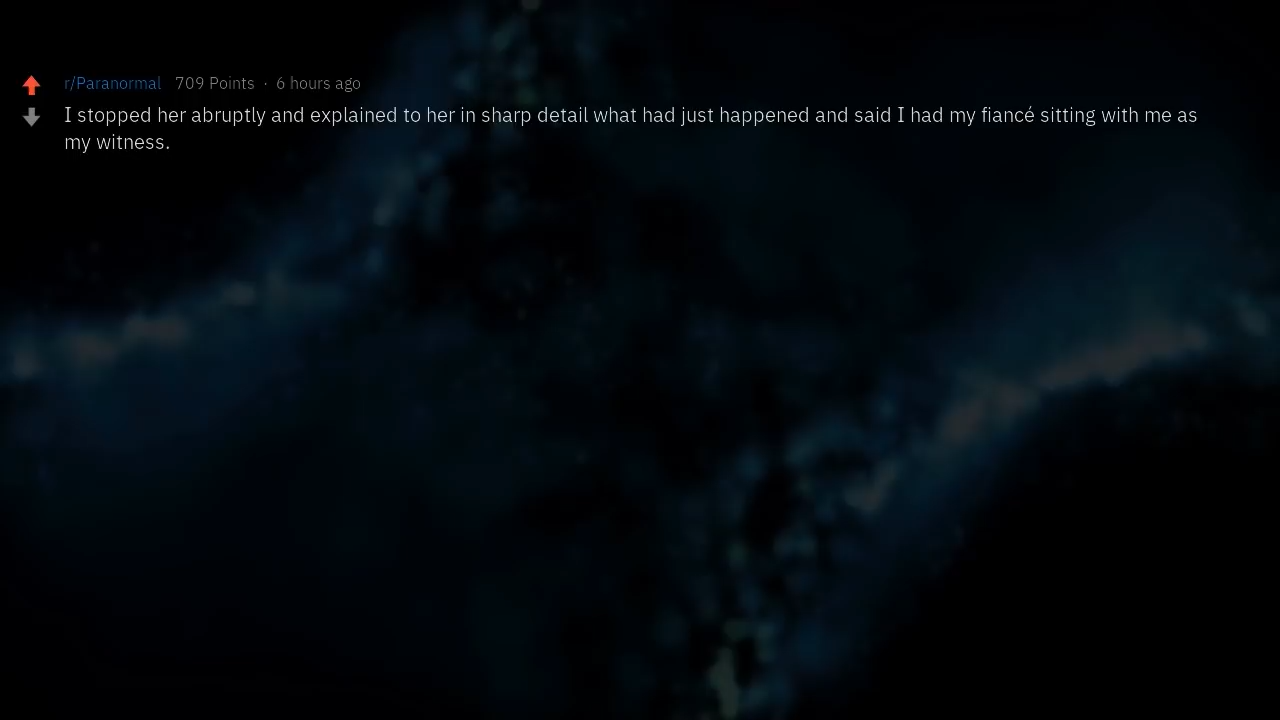 r/Paranormal 709 Points · 6 hours ago
I stopped her abruptly and explained to her in sharp detail what had just happened and said I had my fiancé sitting with me as
my witness.